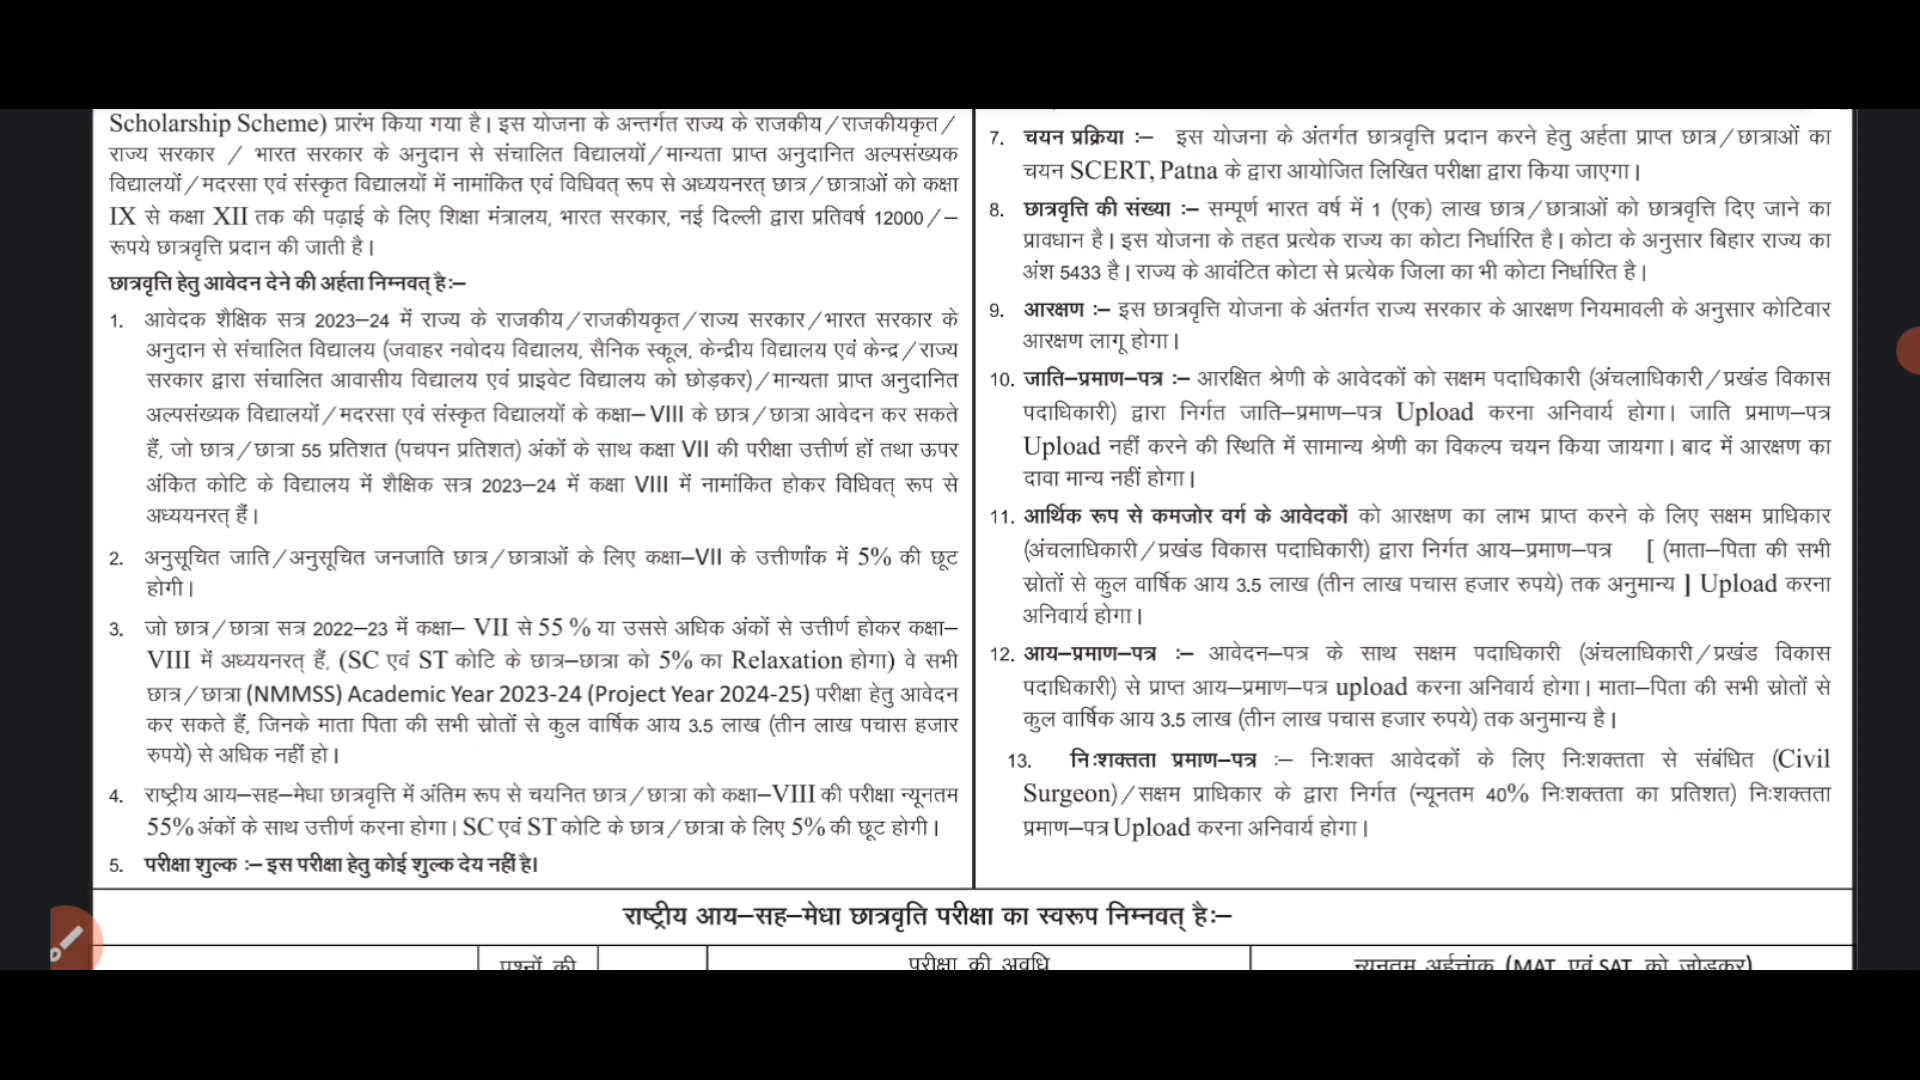 Scholarship Scheme) प्रारंभ किया गया है। इस योजना के अन्तर्गत राज्य के राजकीय/राजकीयकृत/
राज्य सरकार / भारत सरकार के अनुदान से संचालित विद्यालयों/मान्यता प्राप्त अनुदानित अल्पसंख्यक
विद्यालयों/मदरसा एवं संस्कृत विद्यालयों में नामांकित एवं विधिवत् रूप से अध्ययनरत् छात्र/छात्राओं को कक्षा
IX से कक्षा XII तक की पढ़ाई के लिए शिक्षा मंत्रालय, भारत सरकार, नई दिल्ली द्वारा प्रतिवर्ष 12000/–
रूपये छात्रवृत्ति प्रदान की जाती है।
छात्रवृत्ति हेतु आवेदन देने की अर्हता निम्नवत् है:–
1. आवेदक शैक्षिक सत्र 2023–24 में राज्य के राजकीय/राजकीयकृत/राज्य सरकार/भारत सरकार के
अनुदान से संचालित विद्यालय (जवाहर नवोदय विद्यालय, सैनिक स्कूल, केन्द्रीय विद्यालय एवं केन्द्र/राज्य
सरकार द्वारा संचालित आवासीय विद्यालय एवं प्राइवेट विद्यालय को छोड़कर)/मान्यता प्राप्त अनुदानित
अल्पसंख्यक विद्यालयों/मदरसा एवं संस्कृत विद्यालयों के कक्षा– VIII के छात्र/छात्रा आवेदन कर सकते
हैं, जो छात्र/छात्रा 55 प्रतिशत (पचपन प्रतिशत) अंकों के साथ कक्षा VII की परीक्षा उत्तीर्ण हों तथा ऊपर
अंकित कोटि के विद्यालय में शैक्षिक सत्र 2023–24 में कक्षा VIII में नामांकित होकर विधिवत् रूप से
अध्ययनरत् हैं।
2. अनुसूचित जाति/अनुसूचित जनजाति छात्र/छात्राओं के लिए कक्षा–VII के उत्तीर्णांक में 5% की छूट
होगी।
3. जो छात्र/छात्रा सत्र 2022–23 में कक्षा– VII से 55 % या उससे अधिक अंकों से उत्तीर्ण होकर कक्षा–
VIII में अध्ययनरत् हैं, (SC एवं ST कोटि के छात्र–छात्रा को 5% का Relaxation होगा) वे सभी
छात्र/छात्रा (NMMSS) Academic Year 2023-24 (Project Year 2024-25) परीक्षा हेतु आवेदन
कर सकते हैं, जिनके माता पिता की सभी स्रोतों से कुल वार्षिक आय 3.5 लाख (तीन लाख पचास हजार
रुपये) से अधिक नहीं हो।
4. राष्ट्रीय आय–सह–मेधा छात्रवृत्ति में अंतिम रूप से चयनित छात्र/छात्रा को कक्षा–VIII की परीक्षा न्यूनतम
55% अंकों के साथ उत्तीर्ण करना होगा। SC एवं ST कोटि के छात्र/छात्रा के लिए 5% की छूट होगी।
5. परीक्षा शुल्क :– इस परीक्षा हेतु कोई शुल्क देय नहीं है।
7. चयन प्रक्रिया :– इस योजना के अंतर्गत छात्रवृत्ति प्रदान करने हेतु अर्हता प्राप्त छात्र/छात्राओं का
चयन SCERT, Patna के द्वारा आयोजित लिखित परीक्षा द्वारा किया जाएगा।
8. छात्रवृत्ति की संख्या :– सम्पूर्ण भारत वर्ष में 1 (एक) लाख छात्र/छात्राओं को छात्रवृत्ति दिए जाने का
प्रावधान है। इस योजना के तहत प्रत्येक राज्य का कोटा निर्धारित है। कोटा के अनुसार बिहार राज्य का
अंश 5433 है। राज्य के आवंटित कोटा से प्रत्येक जिला का भी कोटा निर्धारित है।
9. आरक्षण :– इस छात्रवृत्ति योजना के अंतर्गत राज्य सरकार के आरक्षण नियमावली के अनुसार कोटिवार
आरक्षण लागू होगा।
10. जाति–प्रमाण–पत्र :– आरक्षित श्रेणी के आवेदकों को सक्षम पदाधिकारी (अंचलाधिकारी/प्रखंड विकास
पदाधिकारी) द्वारा निर्गत जाति–प्रमाण–पत्र Upload करना अनिवार्य होगा। जाति प्रमाण–पत्र
Upload नहीं करने की स्थिति में सामान्य श्रेणी का विकल्प चयन किया जायगा। बाद में आरक्षण का
दावा मान्य नहीं होगा।
11. आर्थिक रूप से कमजोर वर्ग के आवेदकों को आरक्षण का लाभ प्राप्त करने के लिए सक्षम प्राधिकार
(अंचलाधिकारी/प्रखंड विकास पदाधिकारी) द्वारा निर्गत आय–प्रमाण–पत्र [ (माता–पिता की सभी
स्रोतों से कुल वार्षिक आय 3.5 लाख (तीन लाख पचास हजार रुपये) तक अनुमान्य ] Upload करना
अनिवार्य होगा।
12. आय–प्रमाण–पत्र :– आवेदन–पत्र के साथ सक्षम पदाधिकारी (अंचलाधिकारी/प्रखंड विकास
पदाधिकारी) से प्राप्त आय–प्रमाण–पत्र upload करना अनिवार्य होगा। माता–पिता की सभी स्रोतों से
कुल वार्षिक आय 3.5 लाख (तीन लाख पचास हजार रुपये) तक अनुमान्य है।
13. निःशक्तता प्रमाण–पत्र :– निःशक्त आवेदकों के लिए निःशक्तता से संबंधित (Civil
Surgeon)/सक्षम प्राधिकार के द्वारा निर्गत (न्यूनतम 40% निःशक्तता का प्रतिशत) निःशक्तता
प्रमाण–पत्र Upload करना अनिवार्य होगा।
राष्ट्रीय आय–सह–मेधा छात्रवृति परीक्षा का स्वरूप निम्नवत् है:–
प्रश्नों की
परीक्षा की अवधि
न्यूनतम अर्हत्तांक (MAT एवं SAT को जोड़कर)